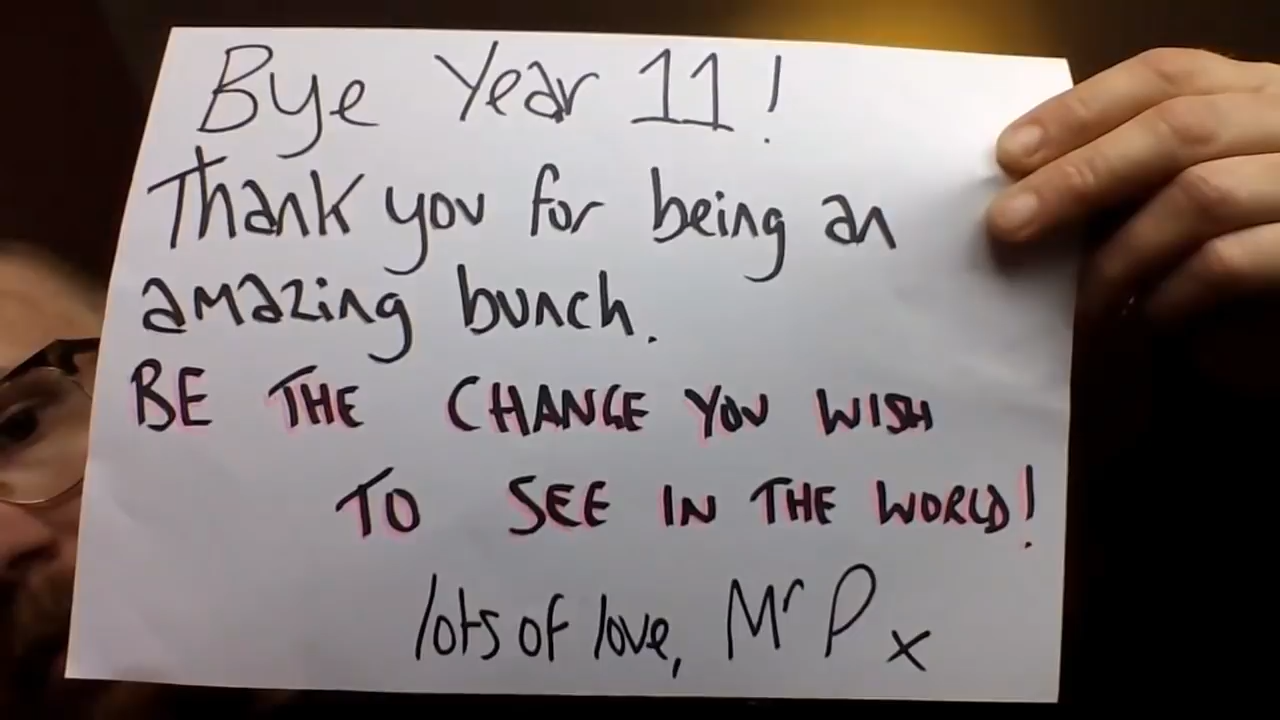 Bye Year 11!
Thank you for being an
amazing bunch.
BE THE CHANGE YOU WISH
TO SEE IN THE WORLD!
lots of love, Mr P x